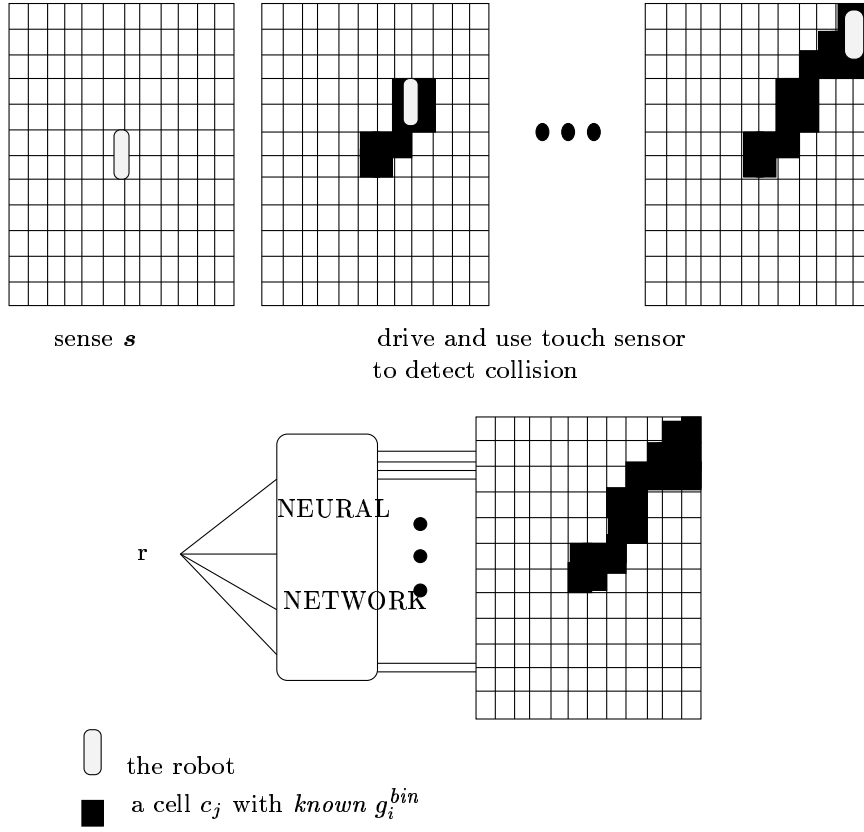 sense s
drive and use touch sensor
to detect collision
NEURAL
r
NETWORK
the robot
a cell c_j with known g_i^{bin}